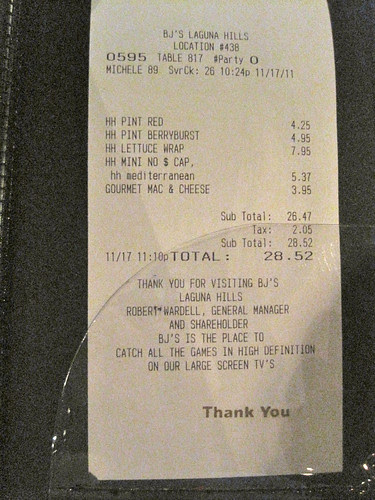 BJ'S LAGUNA HILLS
LOCATION #438
0595 TABLE 817 #Party 0
MICHELE 89 SvrCk: 26 10:24p 11/17/11
HH PINT RED 4.25
HH PINT BERRYBURST 4.95
HH LETTUCE WRAP 7.95
HH MINI NO $ CAP,
hh mediterranean 5.37
GOURMET MAC & CHEESE 3.95
Sub Total: 26.47
Tax: 2.05
Sub Total: 28.52
11/17 11:10p TOTAL: 28.52
THANK YOU FOR VISITING BJ'S
LAGUNA HILLS
ROBERT WARDELL, GENERAL MANAGER
AND SHAREHOLDER
BJ'S IS THE PLACE TO
CATCH ALL THE GAMES IN HIGH DEFINITION
ON OUR LARGE SCREEN TV'S
Thank You